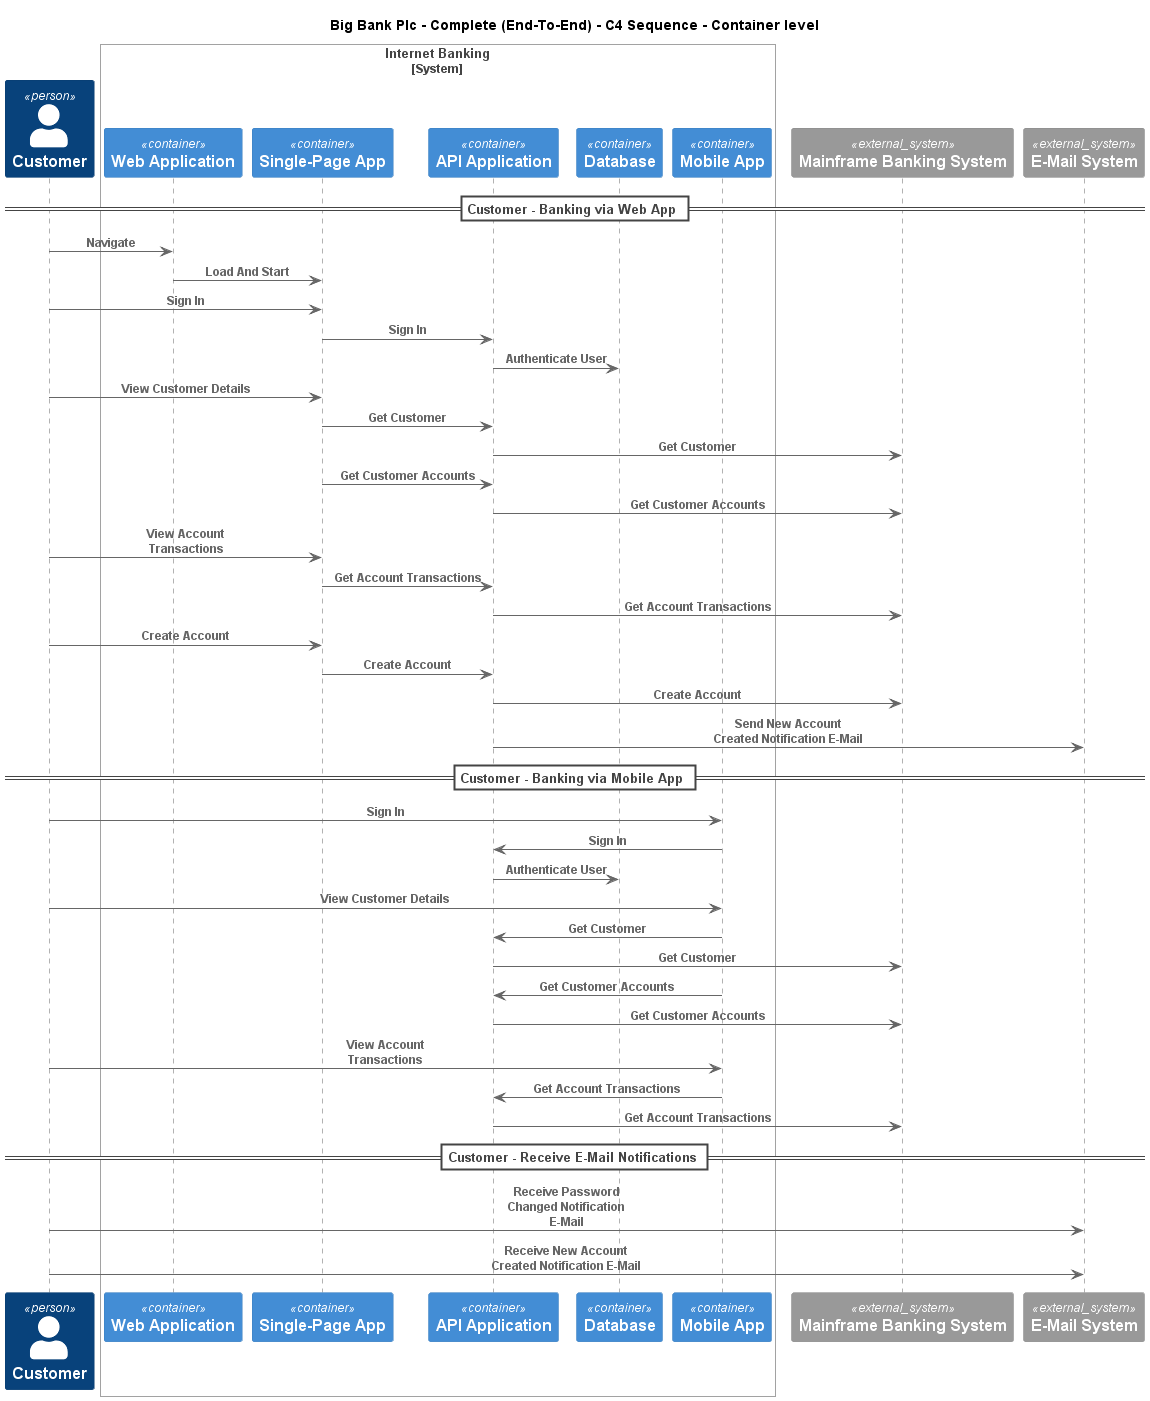 Big Bank Plc - Complete (End-To-End) - C4 Sequence - Container level
Internet Banking
[System]
«person»
Customer
«container»
Web Application
«container»
Single-Page App
«container»
API Application
«container»
Database
«container»
Mobile App
«external_system»
Mainframe Banking System
«external_system»
E-Mail System
Customer - Banking via Web App
Navigate
Load And Start
Sign In
Sign In
Authenticate User
View Customer Details
Get Customer
Get Customer
Get Customer Accounts
Get Customer Accounts
View Account
Transactions
Get Account Transactions
Get Account Transactions
Create Account
Create Account
Create Account
Send New Account
Created Notification E-Mail
Customer - Banking via Mobile App
Sign In
Sign In
Authenticate User
View Customer Details
Get Customer
Get Customer
Get Customer Accounts
Get Customer Accounts
View Account
Transactions
Get Account Transactions
Get Account Transactions
Customer - Receive E-Mail Notifications
Receive Password
Changed Notification
E-Mail
Receive New Account
Created Notification E-Mail
«person»
Customer
«container»
Web Application
«container»
Single-Page App
«container»
API Application
«container»
Database
«container»
Mobile App
«external_system»
Mainframe Banking System
«external_system»
E-Mail System